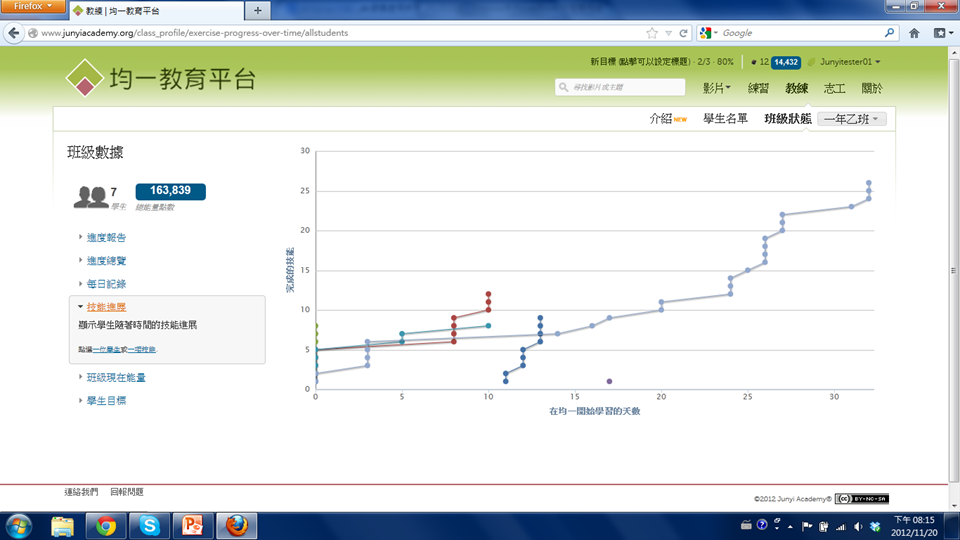 Firefox
教練 | 均一教育平台
www.junyiacademy.org/class_profile/exercise-progress-over-time/allstudents
Google
新目標 (點擊可以設標題) · 2/3 · 80%
12
14,432
Junyitester01
均一教育平台
尋找影片或主題
影片
練習
教練
志工
關於
介紹 NEW
學生名單
班級狀態
一年乙班
班級數據
7
學生
163,839
總能量點數
進度報告
進度總覽
每日記錄
技能進展
顯示學生隨著時間的技能進展
點選一位學生或一項技能.
班級現在能量
學生目標
完成的技能
30
25
20
15
10
5
0
0
5
10
15
20
25
30
在均一開始學習的天數
連絡我們
回報問題
©2012 Junyi Academy®
cc BY-NC-SA
下午 08:15
2012/11/20